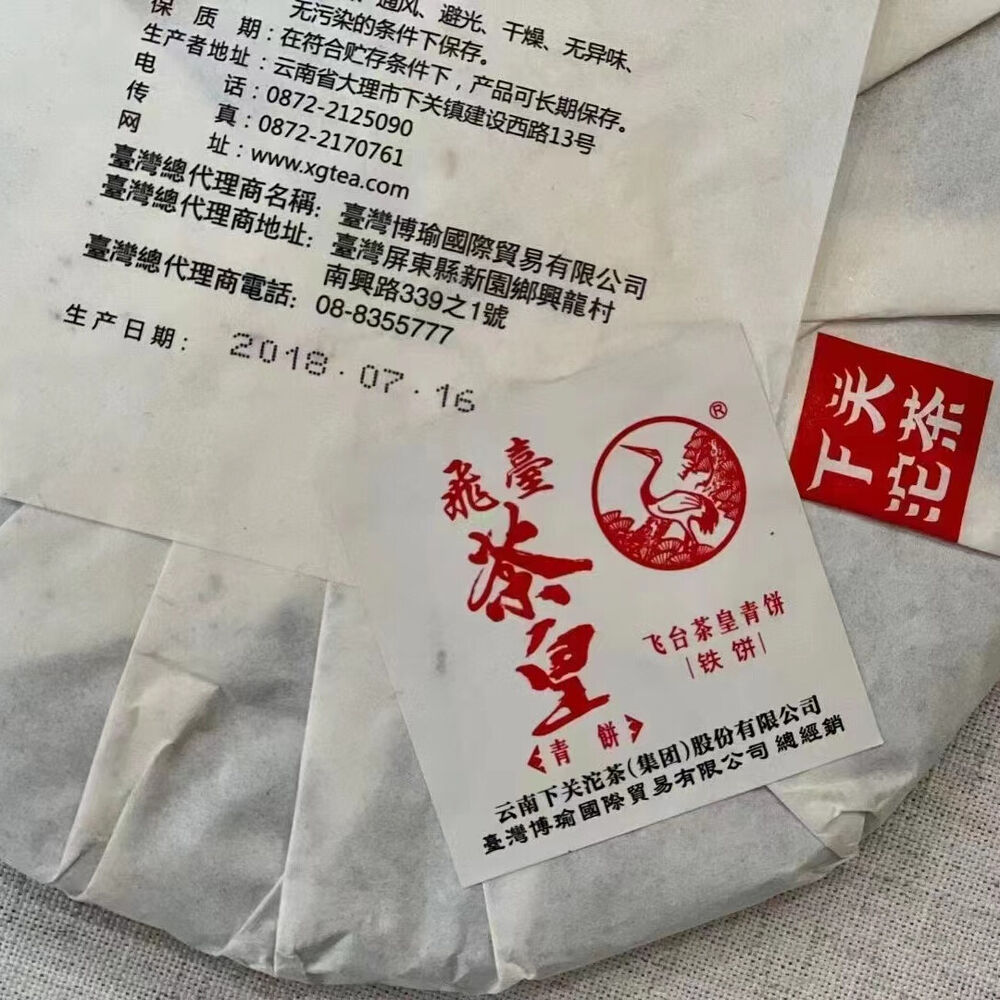 通风、避光、干燥、无异味、
无污染的条件下保存。
保质期：在符合贮存条件下，产品可长期保存。
生产者地址：云南省大理市下关镇建设西路13号
电话：0872-2125090
传真：0872-2170761
网址：www.xgtea.com
臺灣總代理商名稱：臺灣博瑜國際貿易有限公司
臺灣總代理商地址：臺灣屏東縣新園鄉興龍村
南興路339之1號
臺灣總代理商電話：08-8355777
生产日期：2018.07.16
飛臺
茶皇
青餅
®
飞台茶皇青饼
|铁饼|
云南下关沱茶(集团)股份有限公司
臺灣博瑜國際貿易有限公司 總經銷
下关
沱茶